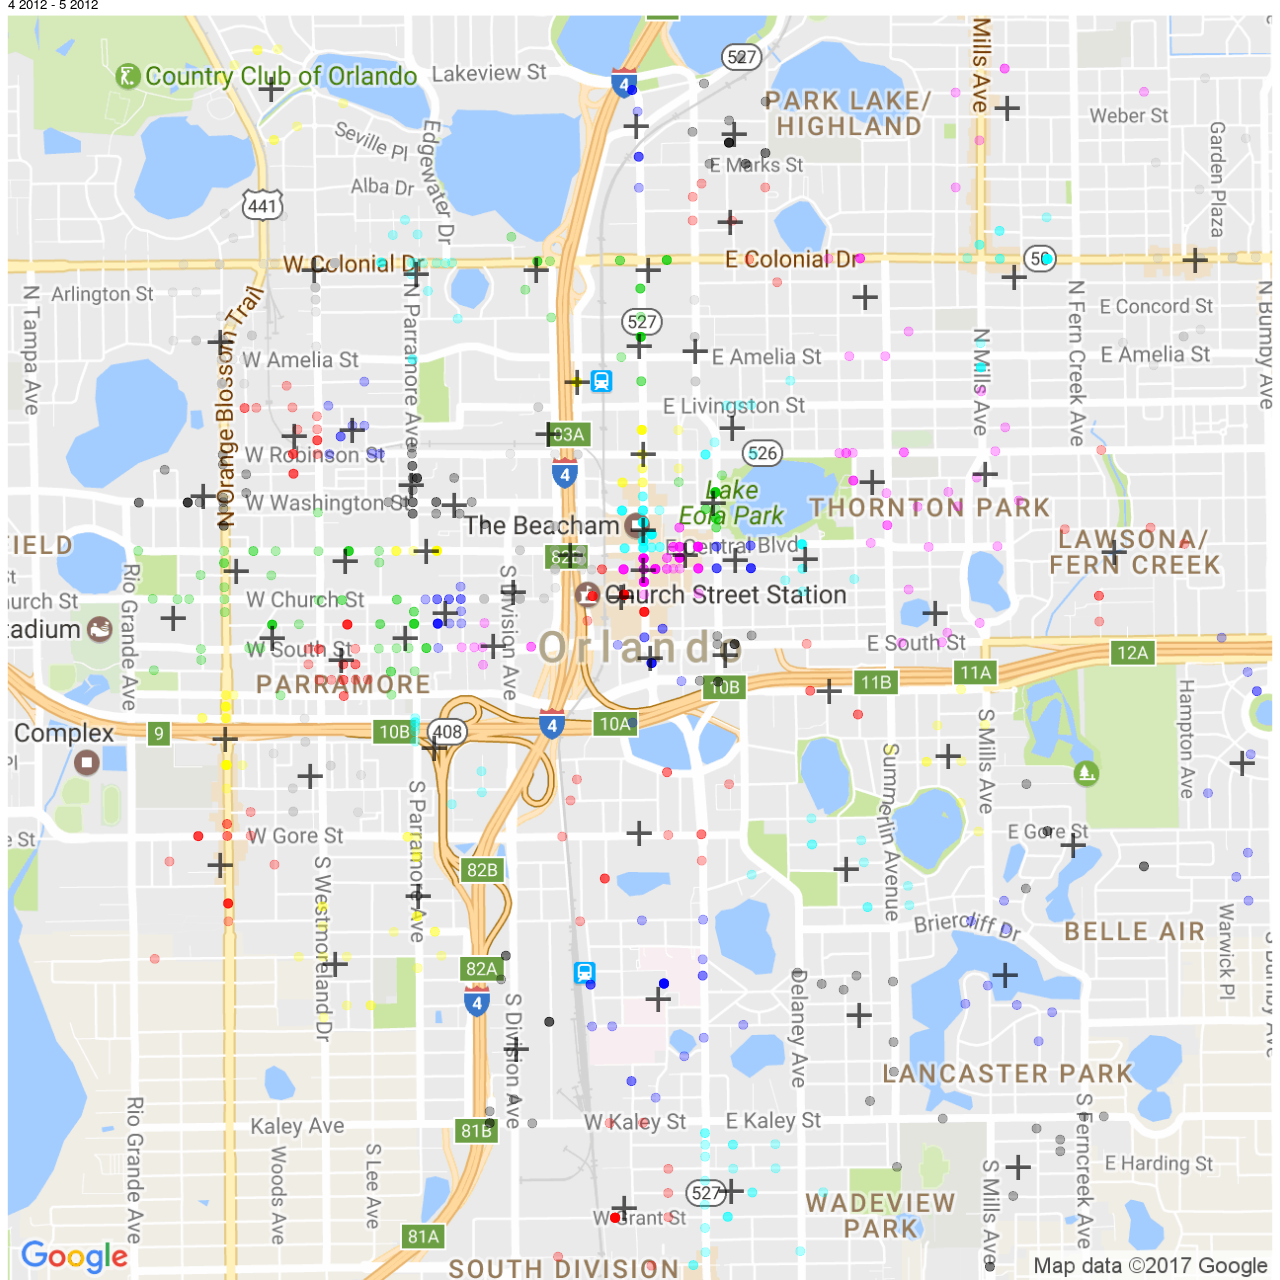 4 2012 - 5 2012
527
Mills Ave
4
Country Club of Orlando
Lakeview St
PARK LAKE/
HIGHLAND
Weber St
Seville Pl
Edgewater Dr
Garden Plaza
E Marks St
Alba Dr
441
W Colonial Dr
E Colonial Dr
50
N Tampa Ave
Arlington St
N Orange Blossom Trail
N Parramore Ave
527
N Mills Ave
N Fern Creek Ave
E Concord St
N Bumby Ave
W Amelia St
E Amelia St
E Amelia St
E Livingston St
83A
W Robinson St
526
4
W Washington St
Lake
Eola Park
THORNTON PARK
The Beacham
FIELD
E Central Blvd
LAWSONA/
FERN CREEK
Rio Grande Ave
S Division Ave
W Church St
Church Street Station
Orlando
W South St
E South St
12A
PARRAMORE
10B
11B
11A
Complex
9
10B
408
4
10A
S Parramore Ave
Summerlin Avenue
S Mills Ave
Hampton Ave
W Gore St
E Gore St
e St
S Westmoreland Dr
82B
Briercliff Dr
BELLE AIR
Warwick Pl
82A
4
S Division Ave
Delaney Ave
LANCASTER PARK
Rio Grande Ave
Kaley Ave
81B
W Kaley St
E Kaley St
S Ferncreek Ave
Woods Ave
S Lee Ave
E Harding St
527
WADEVIEW
PARK
S Mills Ave
W Grant St
81A
Google
SOUTH DIVISION
Map data ©2017 Google